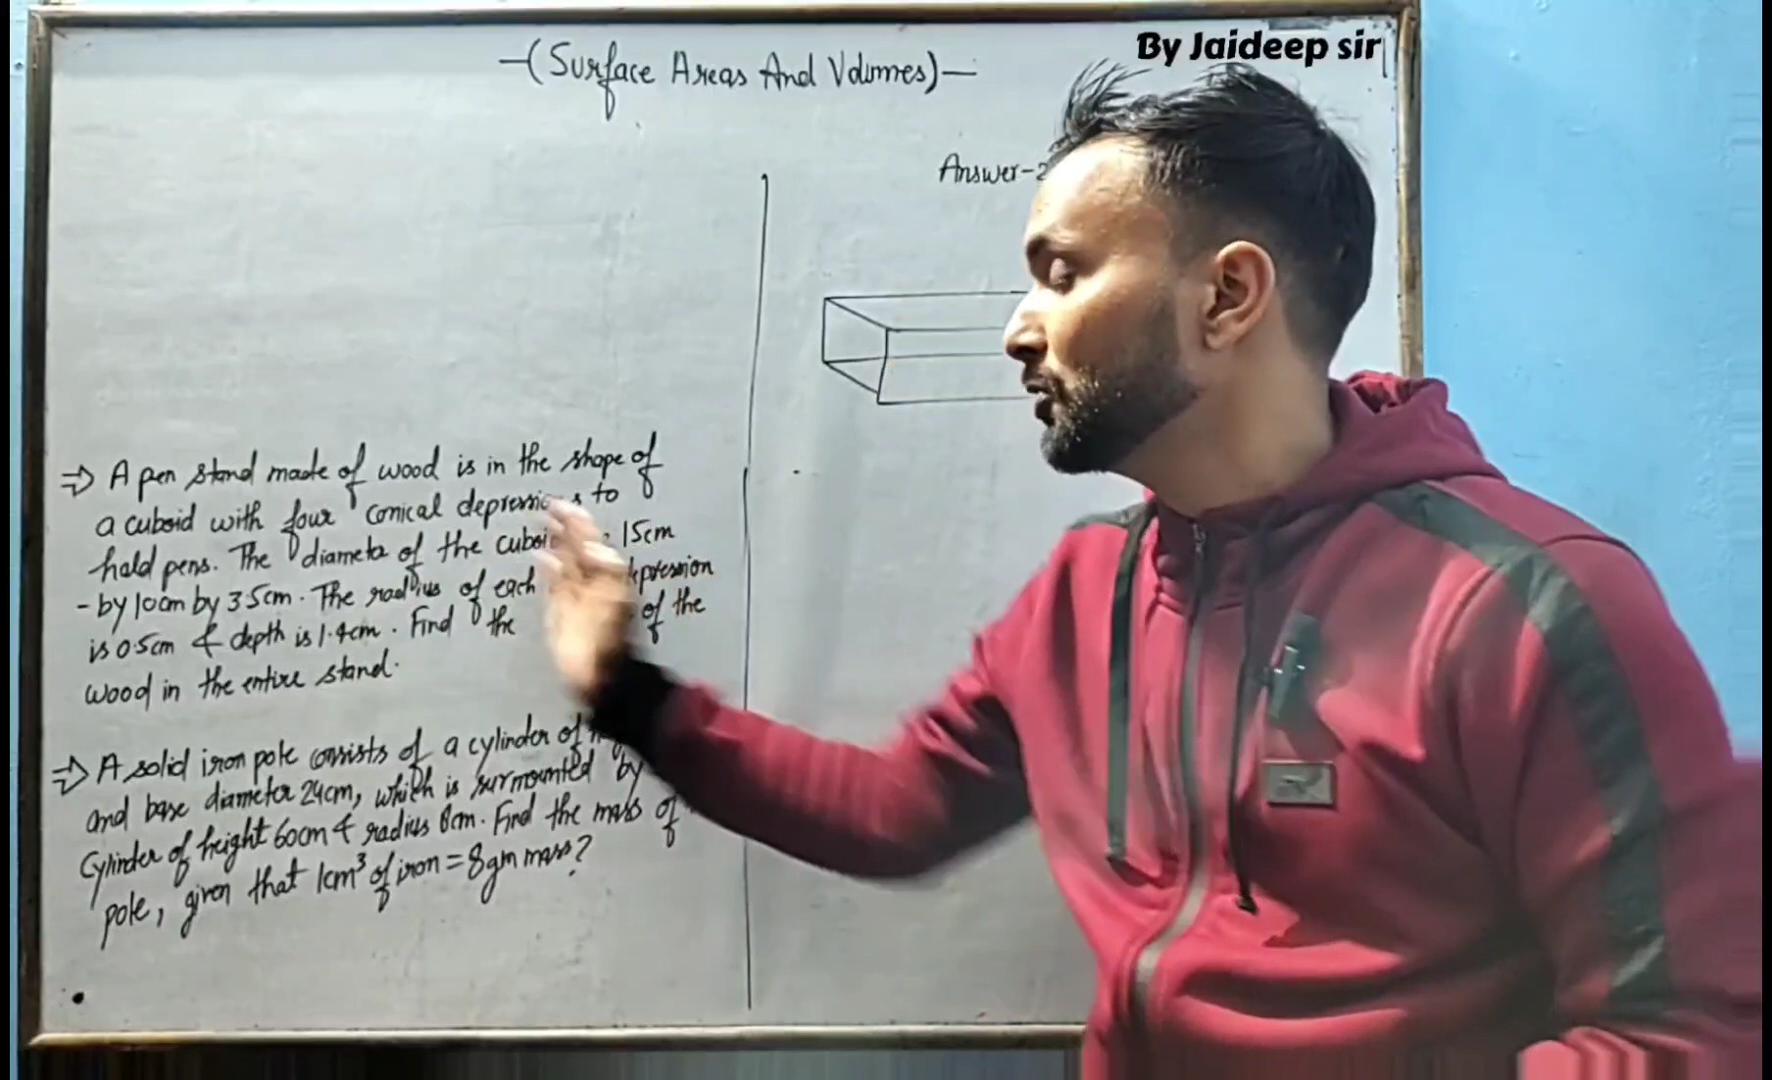 By Jaideep sir
-(Surface Areas And Volumes)-
Answer-2
⇒ A pen stand made of wood is in the shape of
a cuboid with four conical depressions to
hold pens. The diameter of the 15cm
-by 10cm by 3.5cm. The radius of each
is 0.5cm & depth is 1.4cm. Find the of the
wood in the entire stand.
⇒ A solid iron pole consists of a cylinder of
and base diameter 24cm, which is surmounted by
Cylinder of height 60cm & radius 8cm. Find the mass of
pole, given that 1cm³ of iron = 8gm mass?